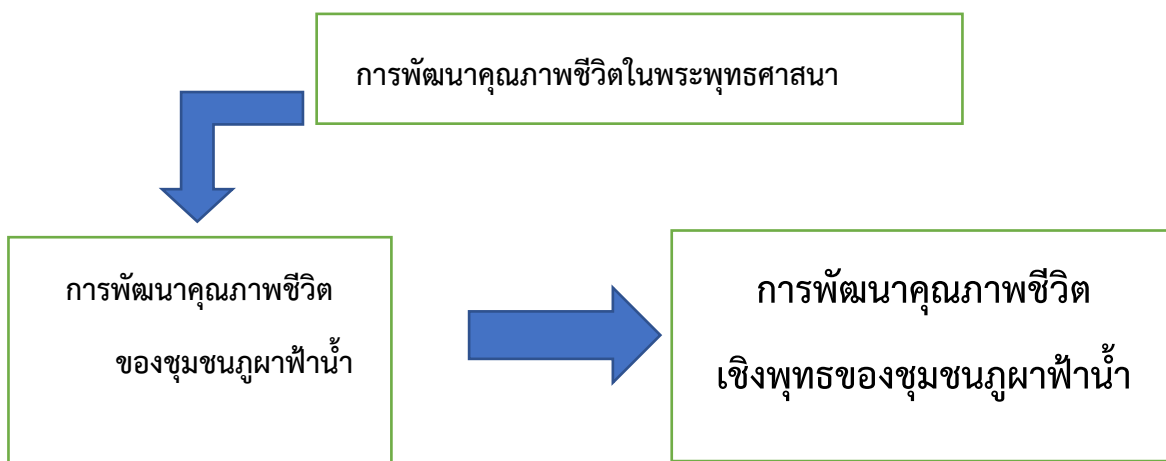 การพัฒนาคุณภาพชีวิตในพระพุทธศาสนา
การพัฒนาคุณภาพชีวิต
ของชุมชนภูผาฟ้าน้ำ
การพัฒนาคุณภาพชีวิต
เชิงพุทธของชุมชนภูผาฟ้าน้ำ